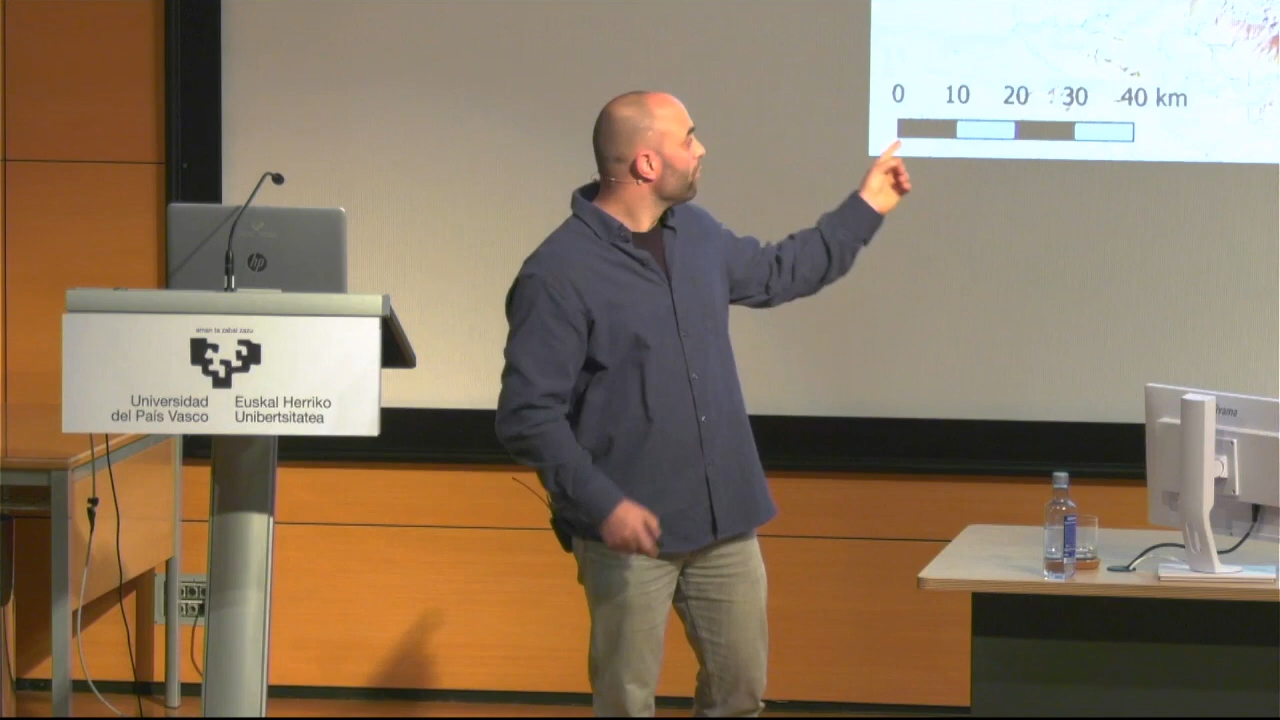 0 10 20 30 40 km
hp
eman ta zabal zazu
Universidad
del País Vasco
Euskal Herriko
Unibertsitatea